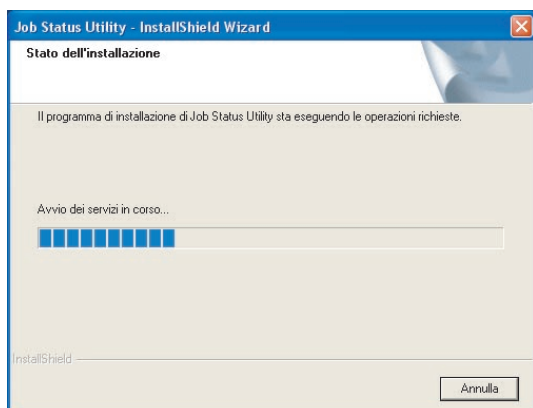 Job Status Utility - InstallShield Wizard
Stato dell'installazione
Il programma di installazione di Job Status Utility sta eseguendo le operazioni richieste.
Avvio dei servizi in corso...
InstallShield
Annulla